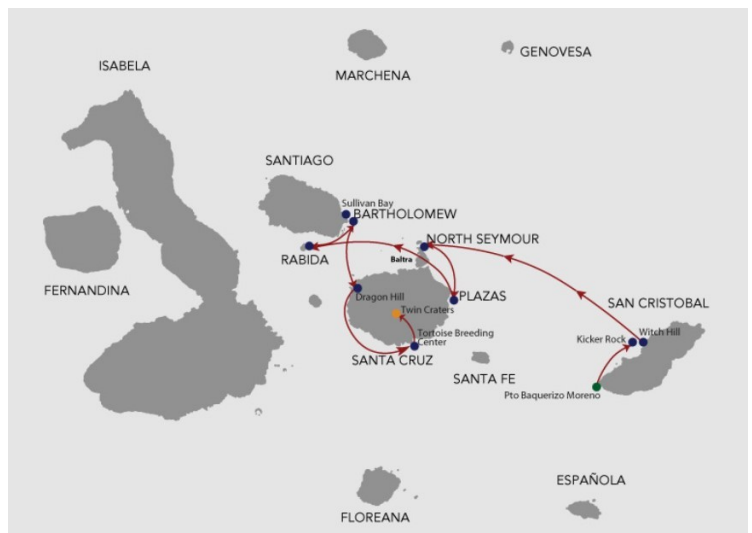 GENOVESA
MARCHENA
ISABELA
SANTIAGO
Sullivan Bay
BARTHOLOMEW
NORTH SEYMOUR
RABIDA
Baltra
FERNANDINA
Dragon Hill
PLAZAS
SAN CRISTOBAL
Twin Craters
Tortoise Breeding
Center
Kicker Rock
Witch Hill
SANTA CRUZ
SANTA FE
Pto Baquerizo Moreno
ESPAÑOLA
FLOREANA